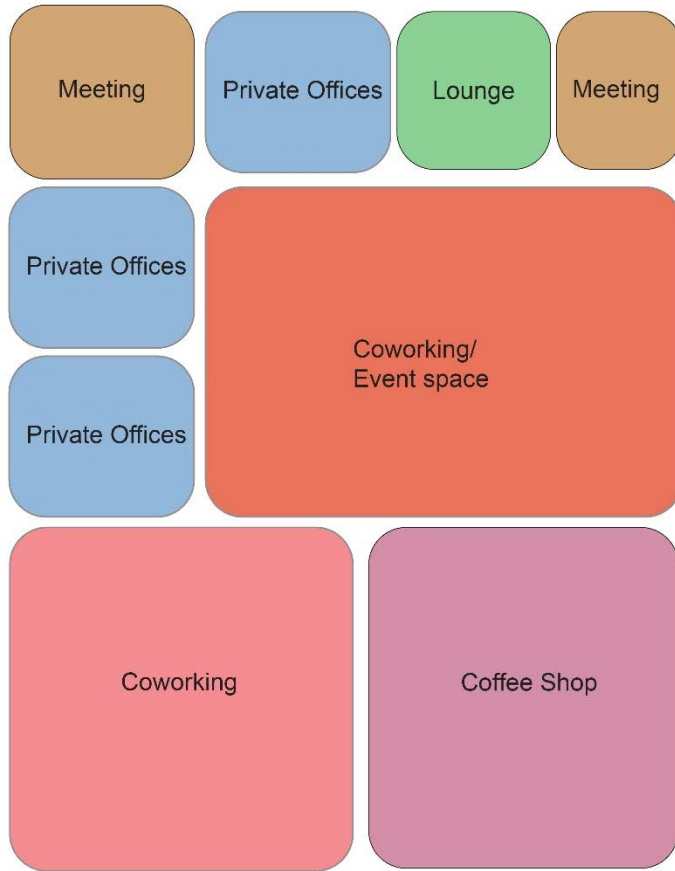 Meeting
Private Offices
Lounge
Meeting
Private Offices
Coworking/
Event space
Private Offices
Coworking
Coffee Shop